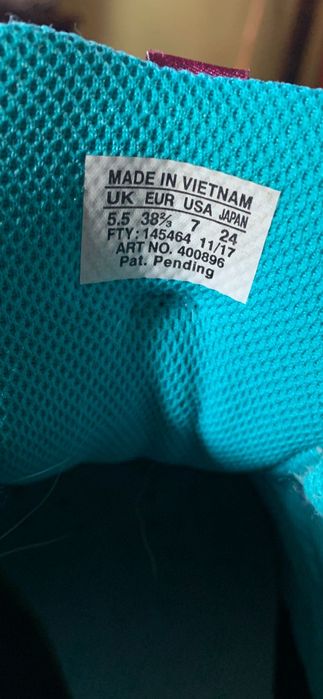 MADE IN VIETNAM
UK EUR USA JAPAN
5.5 38⅔ 7 24
FTY: 145464 11/17
ART NO. 400896
Pat. Pending